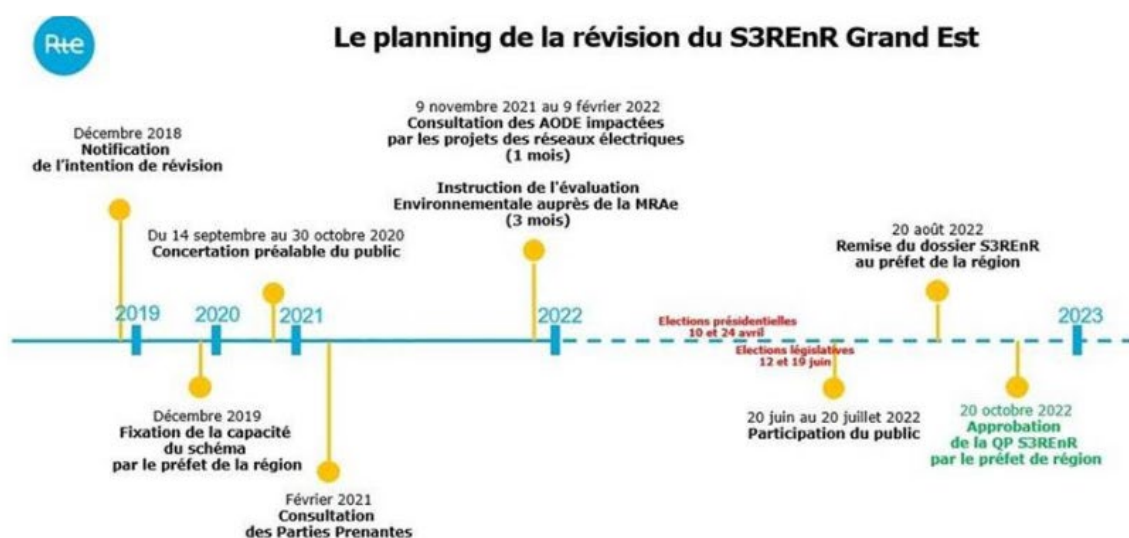 Rte
Le planning de la révision du S3REnR Grand Est
9 novembre 2021 au 9 février 2022
Consultation des AODE impactées
par les projets des réseaux électriques
(1 mois)
Instruction de l'évaluation
Environnementale auprès de la MRAe
(3 mois)
Décembre 2018
Notification
de l'intention de révision
Du 14 septembre au 30 octobre 2020
Concertation préalable du public
20 août 2022
Remise du dossier S3REnR
au préfet de la région
2019
2020
2021
2022
2023
Elections présidentielles
10 et 24 avril
Elections législatives
12 et 19 juin
Décembre 2019
Fixation de la capacité
du schéma
par le préfet de la région
Février 2021
Consultation
des Parties Prenantes
20 juin au 20 juillet 2022
Participation du public
20 octobre 2022
Approbation
de la QP S3REnR
par le préfet de région